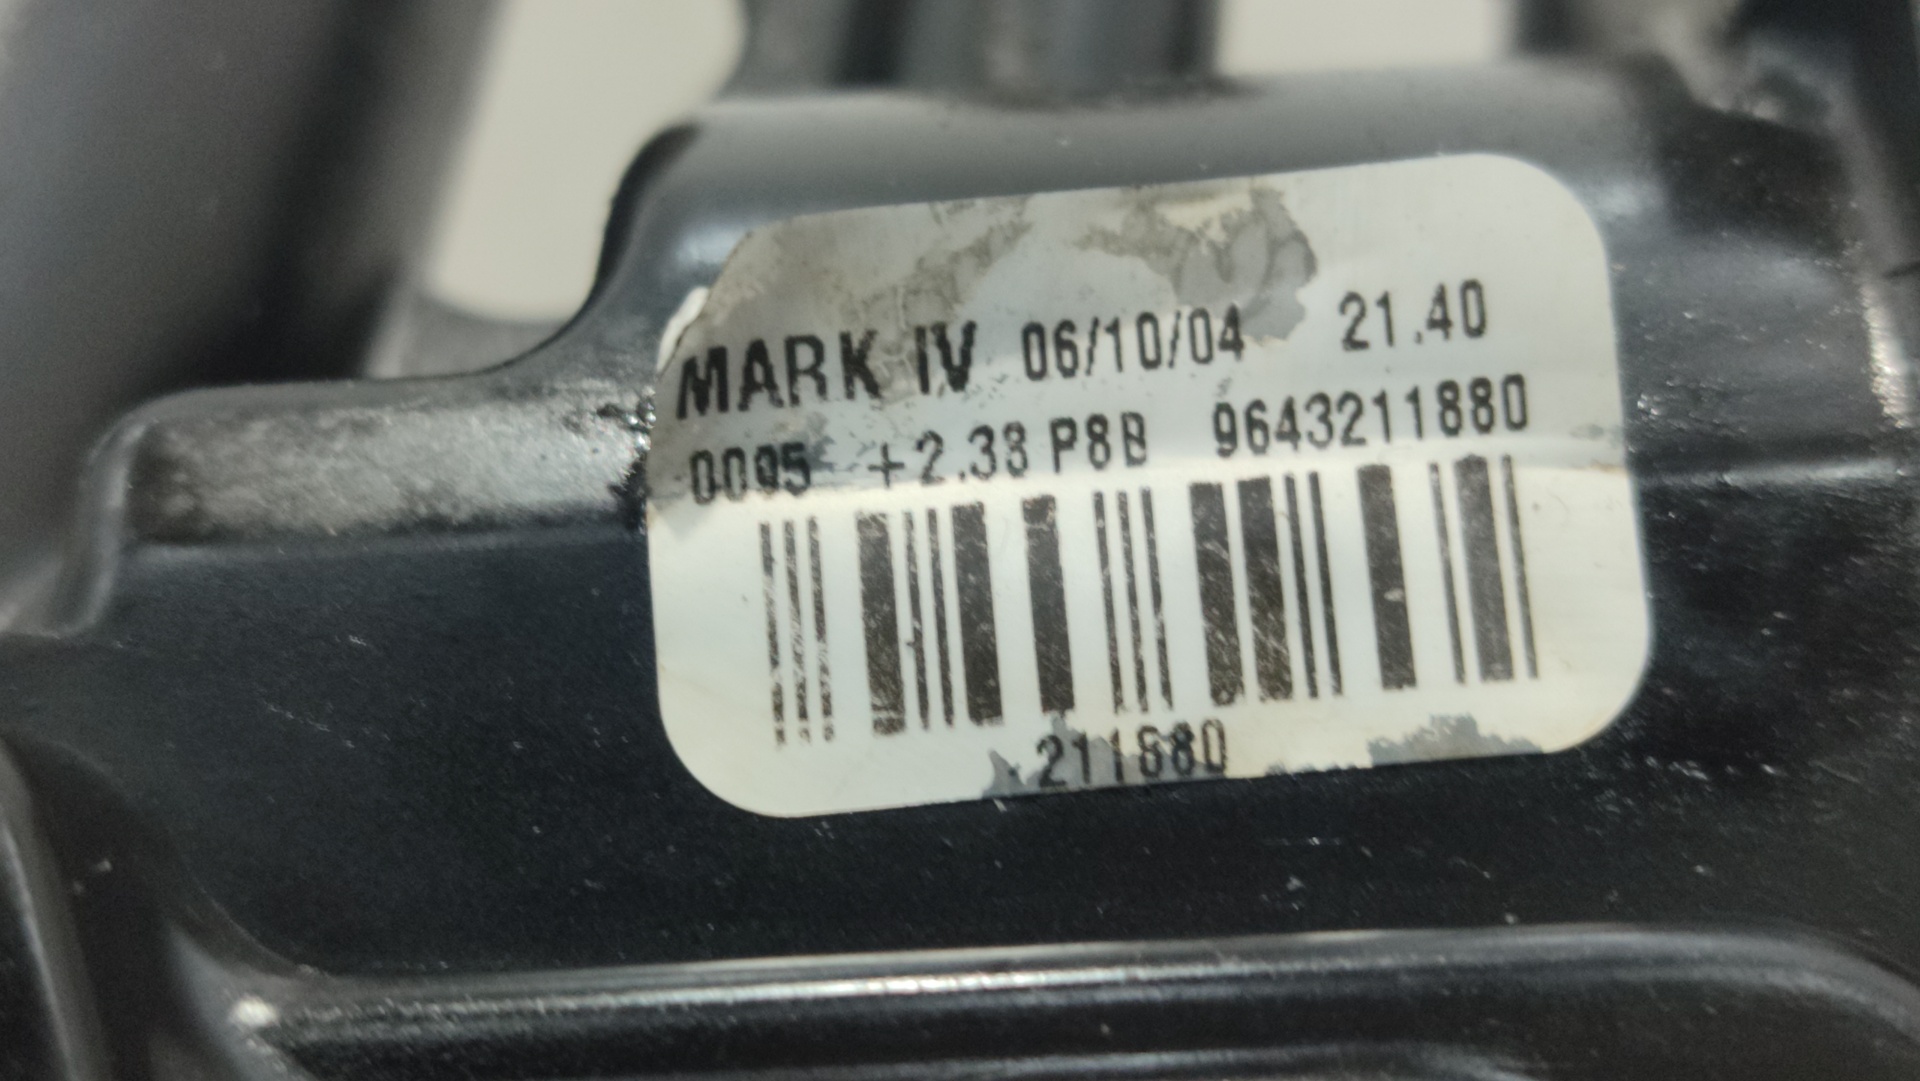 MARK IV 06/10/04 21.40
0095 +2.38 P8B 9643211880
211880